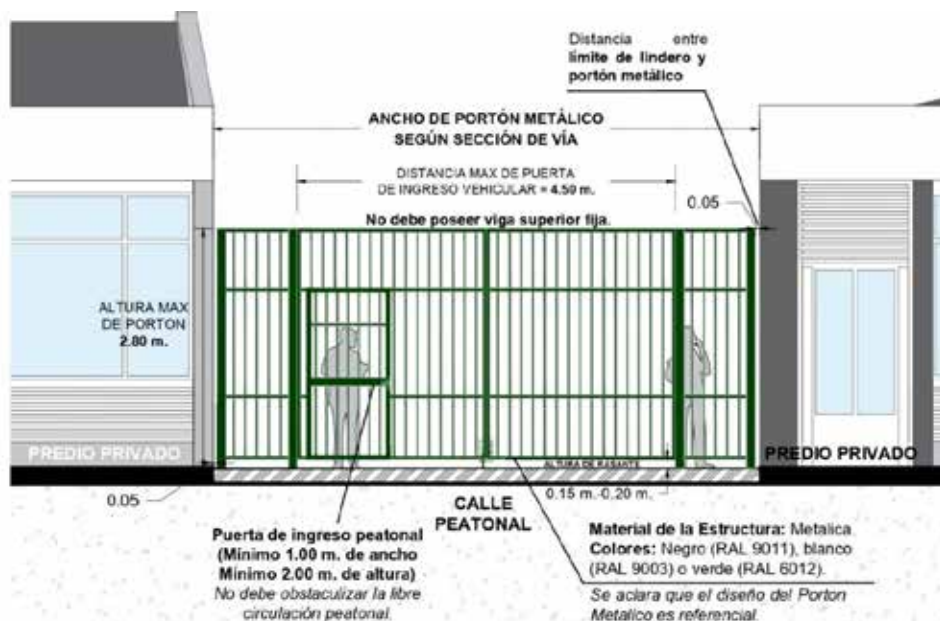 Distancia entre
límite de lindero y
portón metálico
ANCHO DE PORTÓN METÁLICO
SEGÚN SECCIÓN DE VÍA
DISTANCIA MAX DE PUERTA
DE INGRESO VEHICULAR = 4.50 m.
0.05
No debe poseer viga superior fija.
ALTURA MAX
DE PORTON
2.80 m.
PREDIO PRIVADO
PREDIO PRIVADO
ALTURA DE RASANTE
0.15 m.-0.20 m.
0.05
CALLE
PEATONAL
Puerta de ingreso peatonal
(Mínimo 1.00 m. de ancho
Mínimo 2.00 m. de altura)
No debe obstaculizar la libre
circulación peatonal.
Material de la Estructura: Metalica
Colores: Negro (RAL 9011), blanco
(RAL 9003) o verde (RAL 6012).
Se aclara que el diseño del Porton
Metalico es referencial.